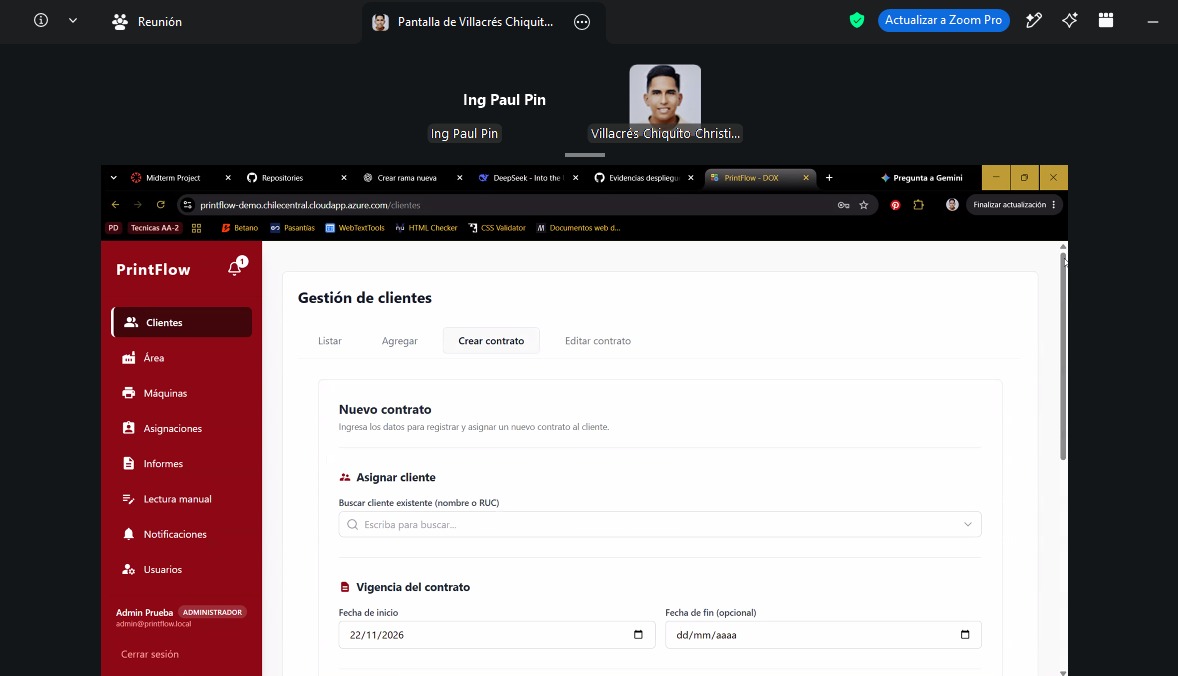 Reunión
Pantalla de Villacrés Chiquit...
Actualizar a Zoom Pro
Ing Paul Pin
Ing Paul Pin
Villacrés Chiquito Christi...
Midterm Project
Repositories
Crear rama nueva
DeepSeek - Into the
Evidencias desplieg
PrintFlow - DOX
Pregunta a Gemini
printflow-demo.chilecentral.cloudapp.azure.com/clientes
Finalizar actualización
PD
Tecnicas AA-2
Betano
Pasantías
WebTextTools
HTML Checker
CSS Validator
Documentos web d...
PrintFlow
1
Clientes
Área
Máquinas
Asignaciones
Informes
Lectura manual
Notificaciones
Usuarios
Admin Prueba ADMINISTRADOR
admin@printflow.local
Cerrar sesión
Gestión de clientes
Listar
Agregar
Crear contrato
Editar contrato
Nuevo contrato
Ingresa los datos para registrar y asignar un nuevo contrato al cliente.
Asignar cliente
Buscar cliente existente (nombre o RUC)
Escriba para buscar...
Vigencia del contrato
Fecha de inicio
Fecha de fin (opcional)
22/11/2026
dd/mm/aaaa